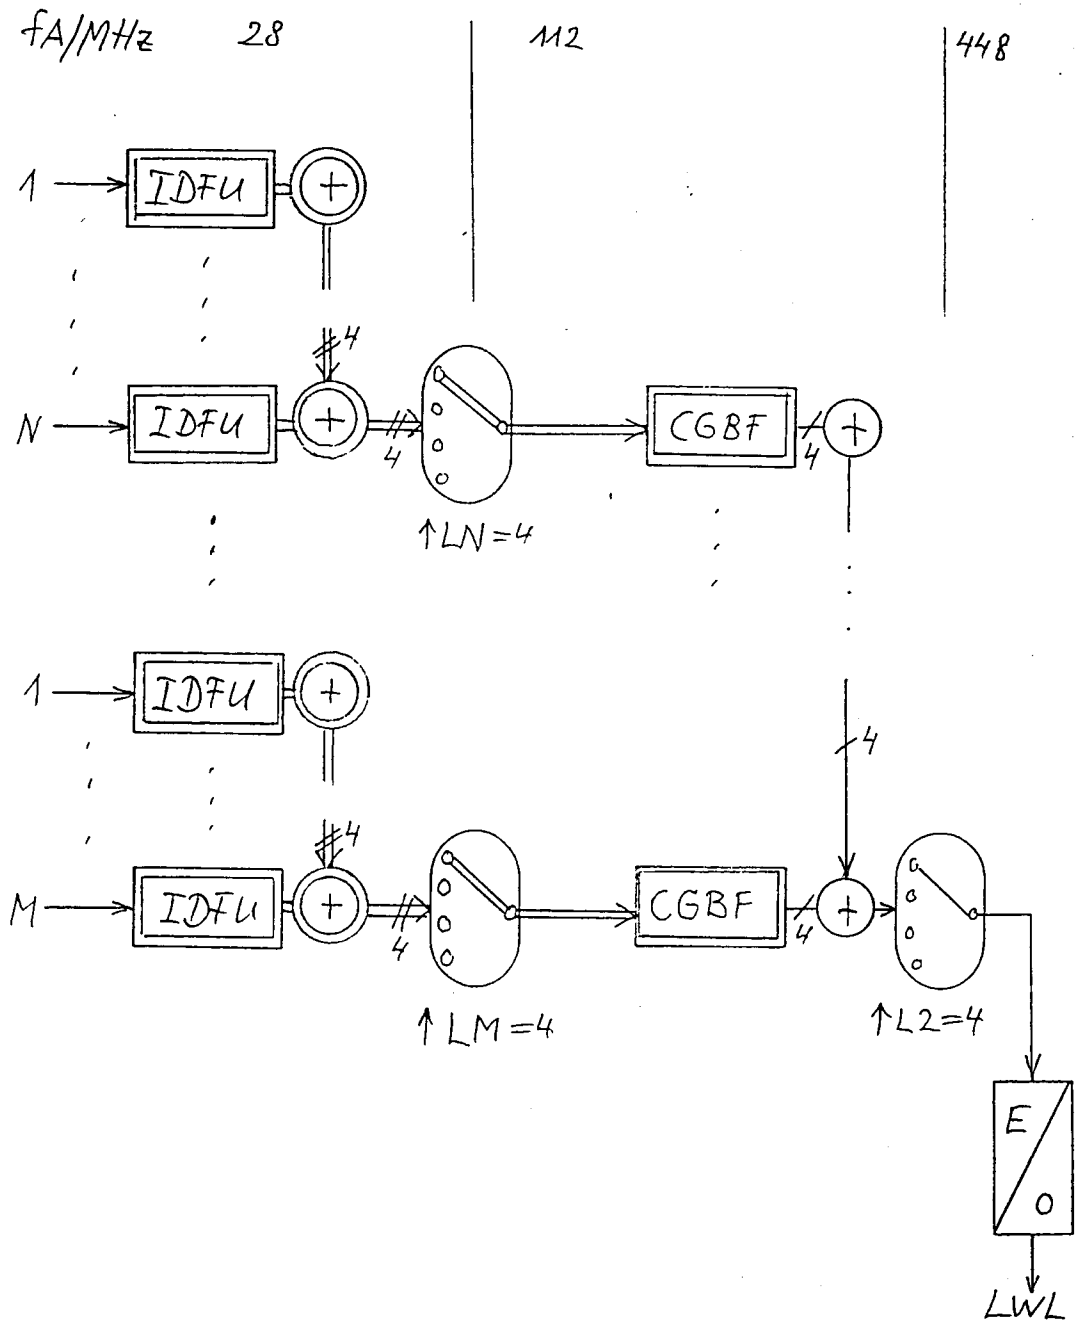 fA/MHz 28 112 448
1 IDFU +
4
N IDFU + 4 CGBF 4 +
↑LN=4
1 IDFU +
4
4
M IDFU + 4 CGBF 4 +
↑LM=4 ↑L2=4
E
O
LWL